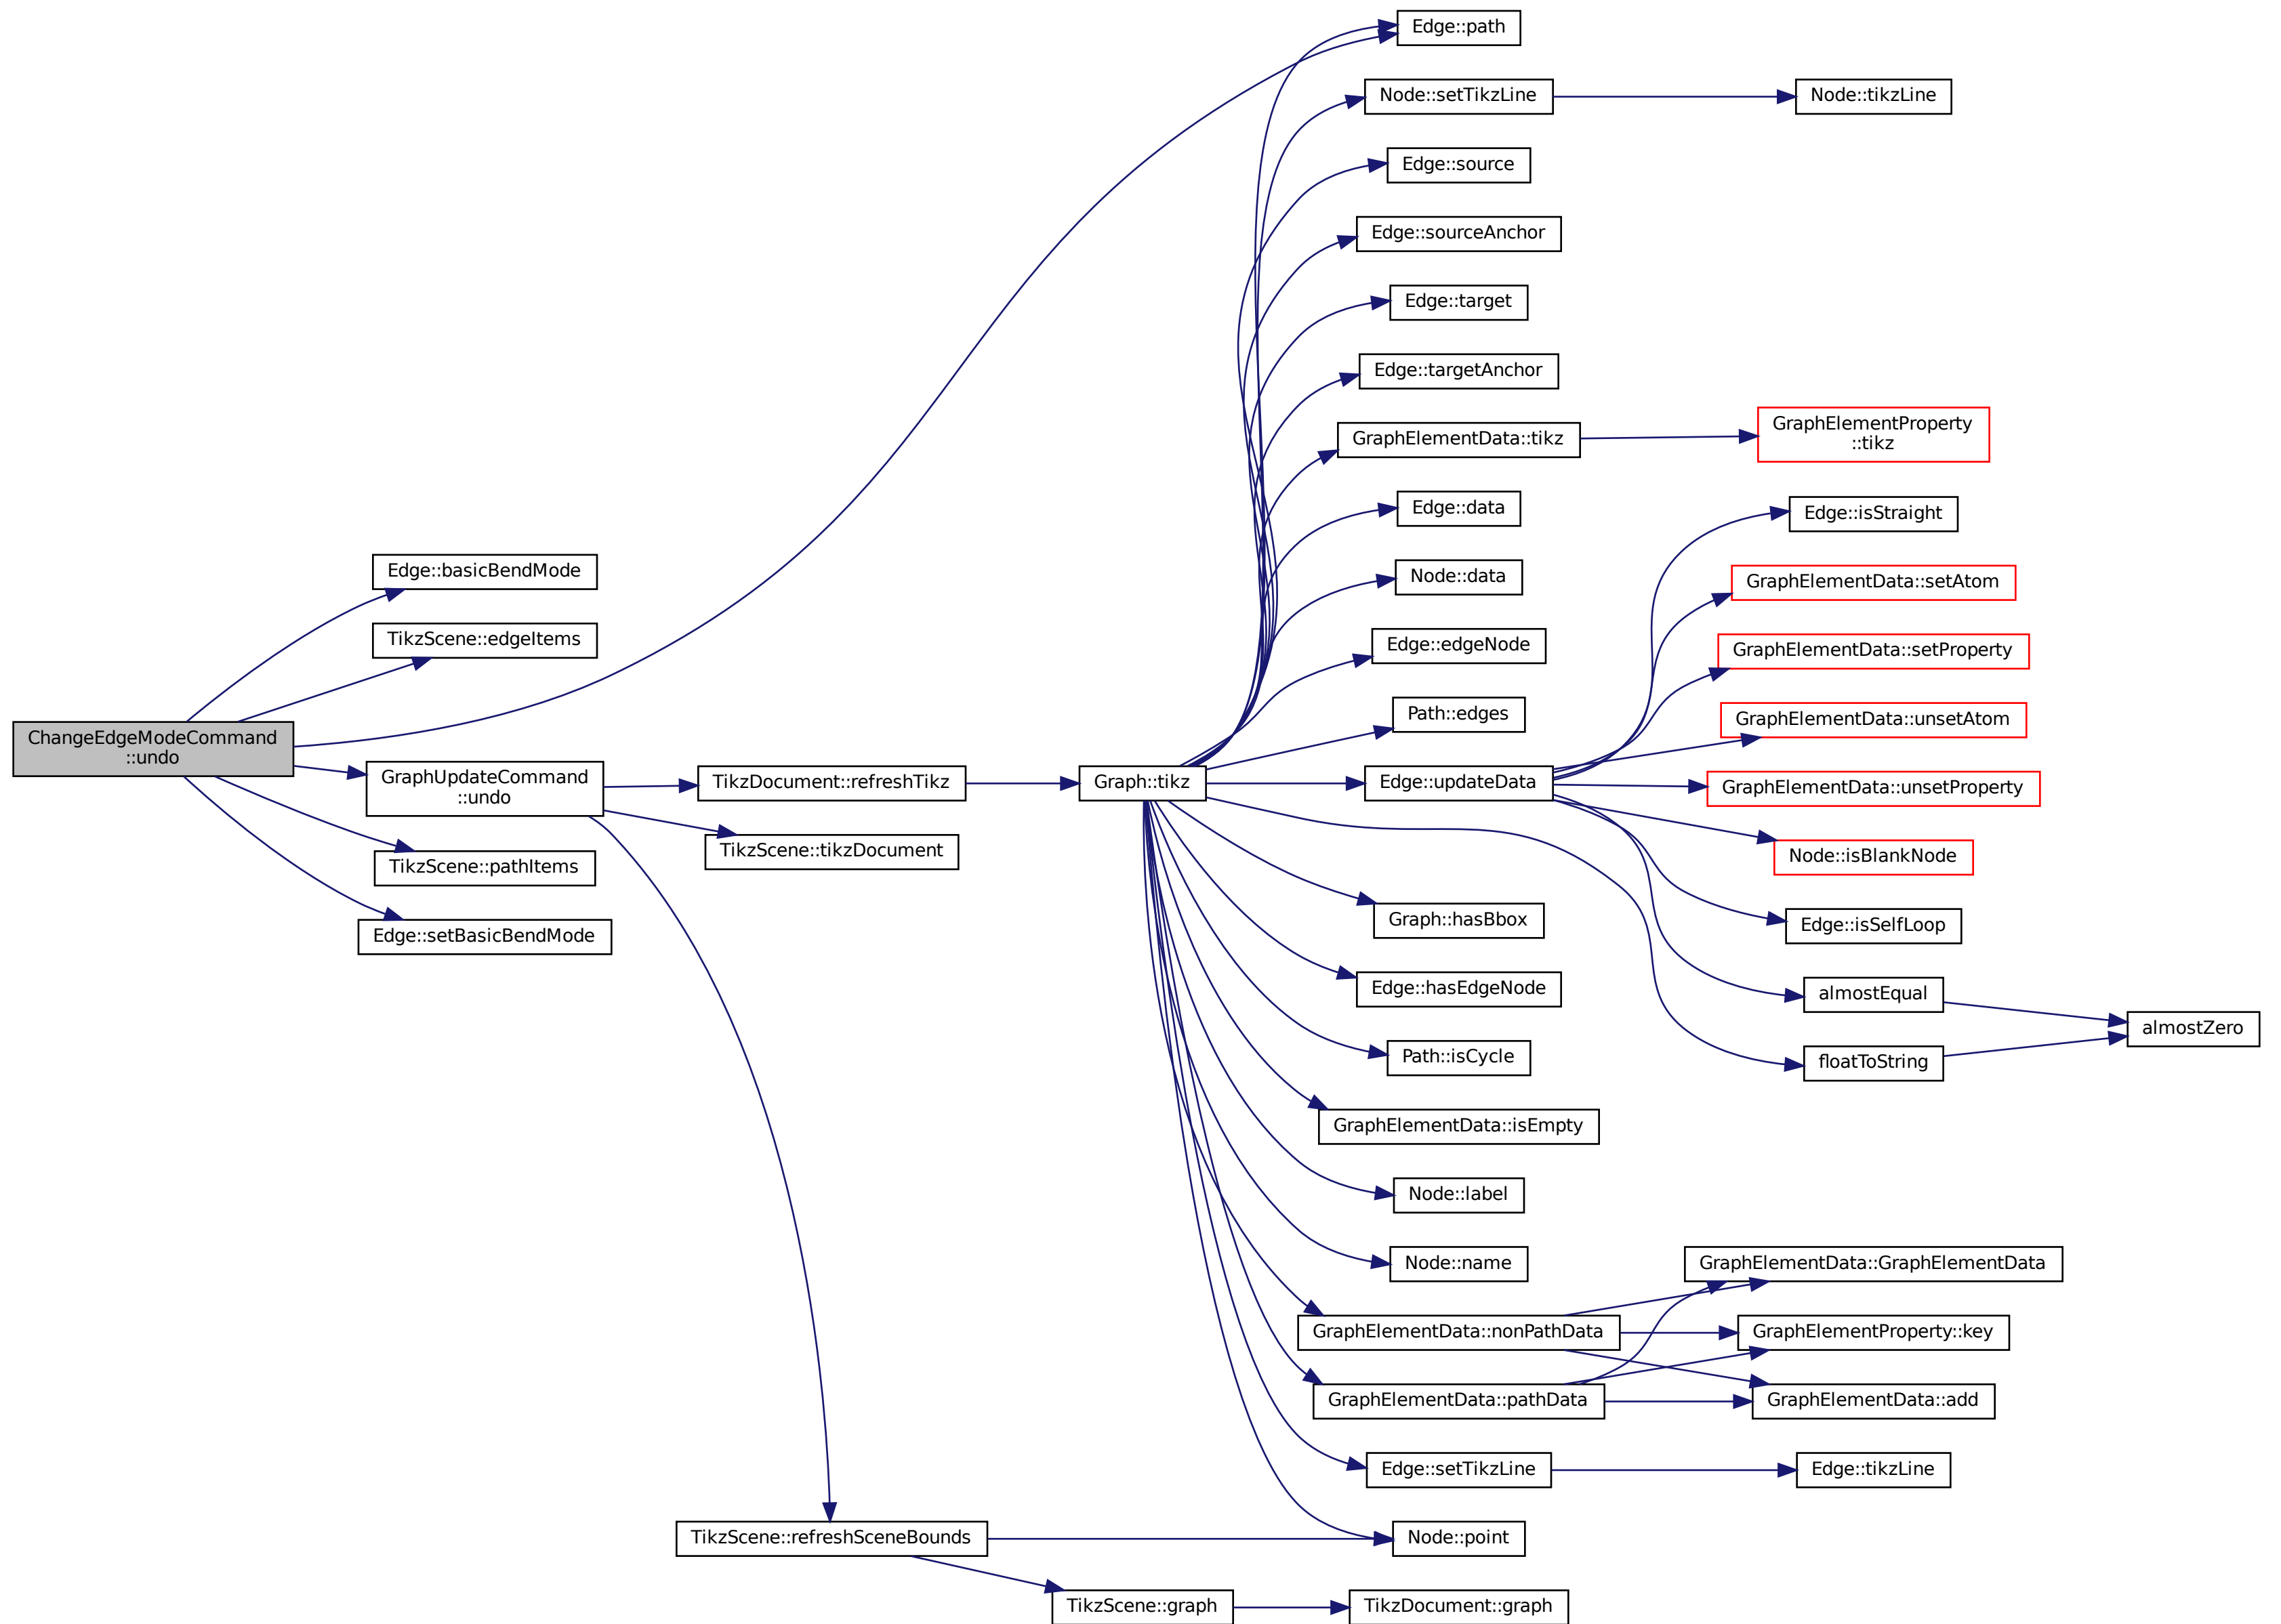 ChangeEdgeModeCommand
::undo
Edge::basicBendMode
TikzScene::edgeItems
GraphUpdateCommand
::undo
TikzScene::pathItems
Edge::setBasicBendMode
TikzDocument::refreshTikz
TikzScene::tikzDocument
TikzScene::refreshSceneBounds
Graph::tikz
TikzScene::graph
Edge::path
Node::setTikzLine
Edge::source
Edge::sourceAnchor
Edge::target
Edge::targetAnchor
GraphElementData::tikz
Edge::data
Node::data
Edge::edgeNode
Path::edges
Edge::updateData
Graph::hasBbox
Edge::hasEdgeNode
Path::isCycle
GraphElementData::isEmpty
Node::label
Node::name
GraphElementData::nonPathData
GraphElementData::pathData
Edge::setTikzLine
Node::point
TikzDocument::graph
Node::tikzLine
GraphElementProperty
::tikz
Edge::isStraight
GraphElementData::setAtom
GraphElementData::setProperty
GraphElementData::unsetAtom
GraphElementData::unsetProperty
Node::isBlankNode
Edge::isSelfLoop
almostEqual
floatToString
GraphElementData::GraphElementData
GraphElementProperty::key
GraphElementData::add
Edge::tikzLine
almostZero